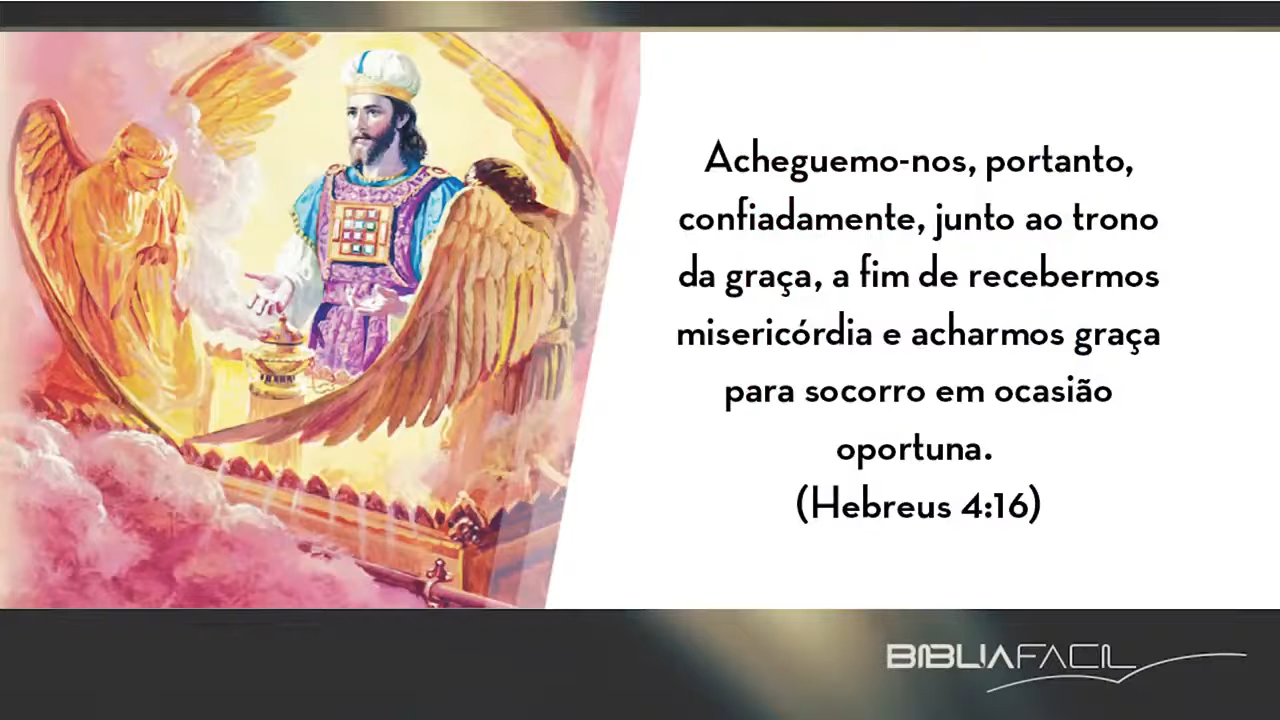 Acheguemo-nos, portanto,
confiadamente, junto ao trono
da graça, a fim de recebermos
misericórdia e acharmos graça
para socorro em ocasião
oportuna.
(Hebreus 4:16)
BIBLIAFACIL